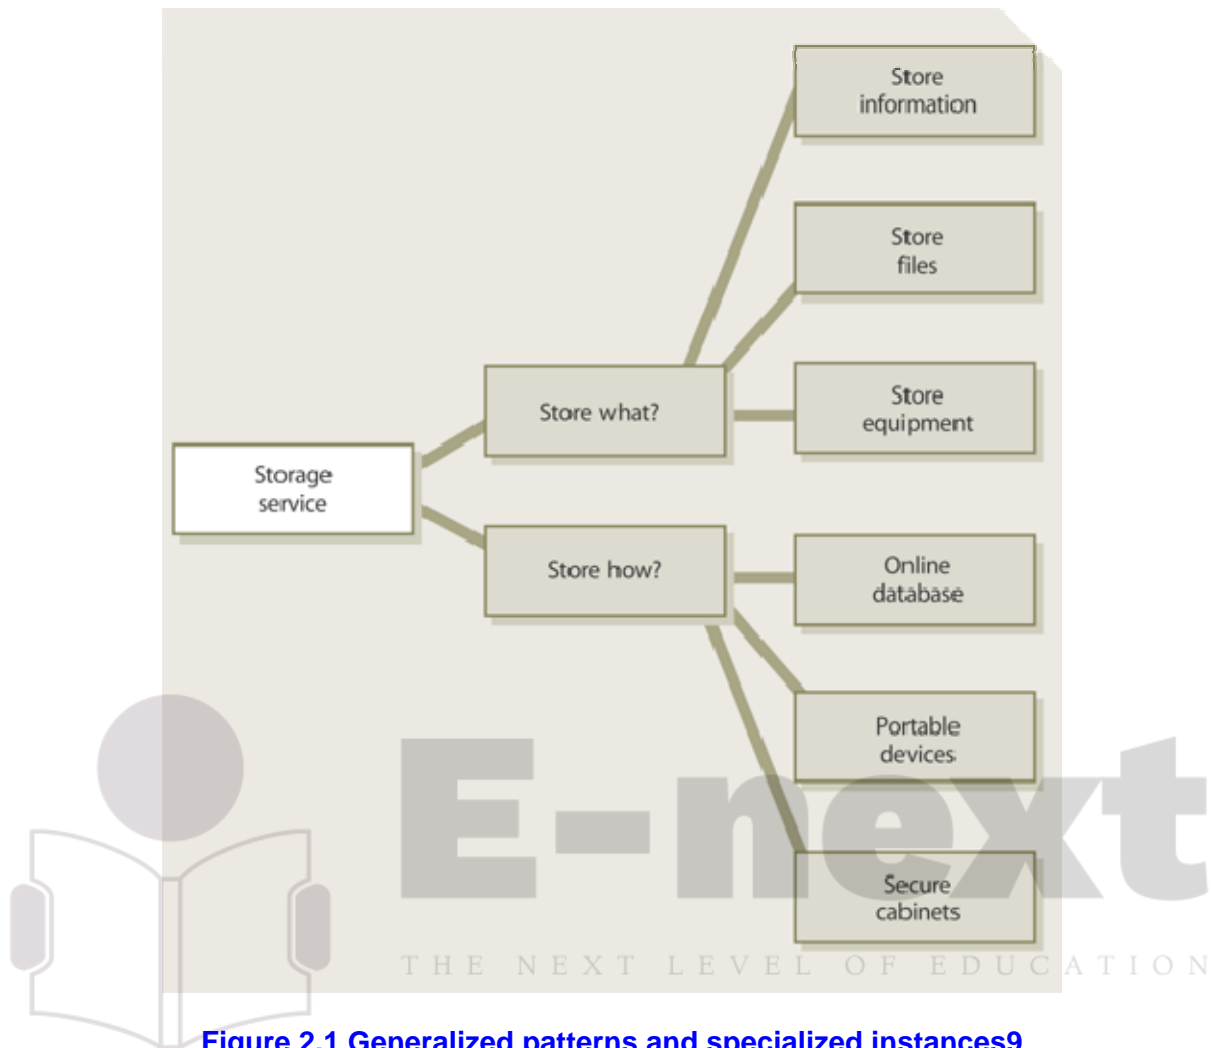 Store
information
Store
files
Store
equipment
Store what?
Storage
service
Store how?
Online
database
Portable
devices
Secure
cabinets
E-next
THE NEXT LEVEL OF EDUCATION
Figure 2.1 Generalized patterns and specialized instances9